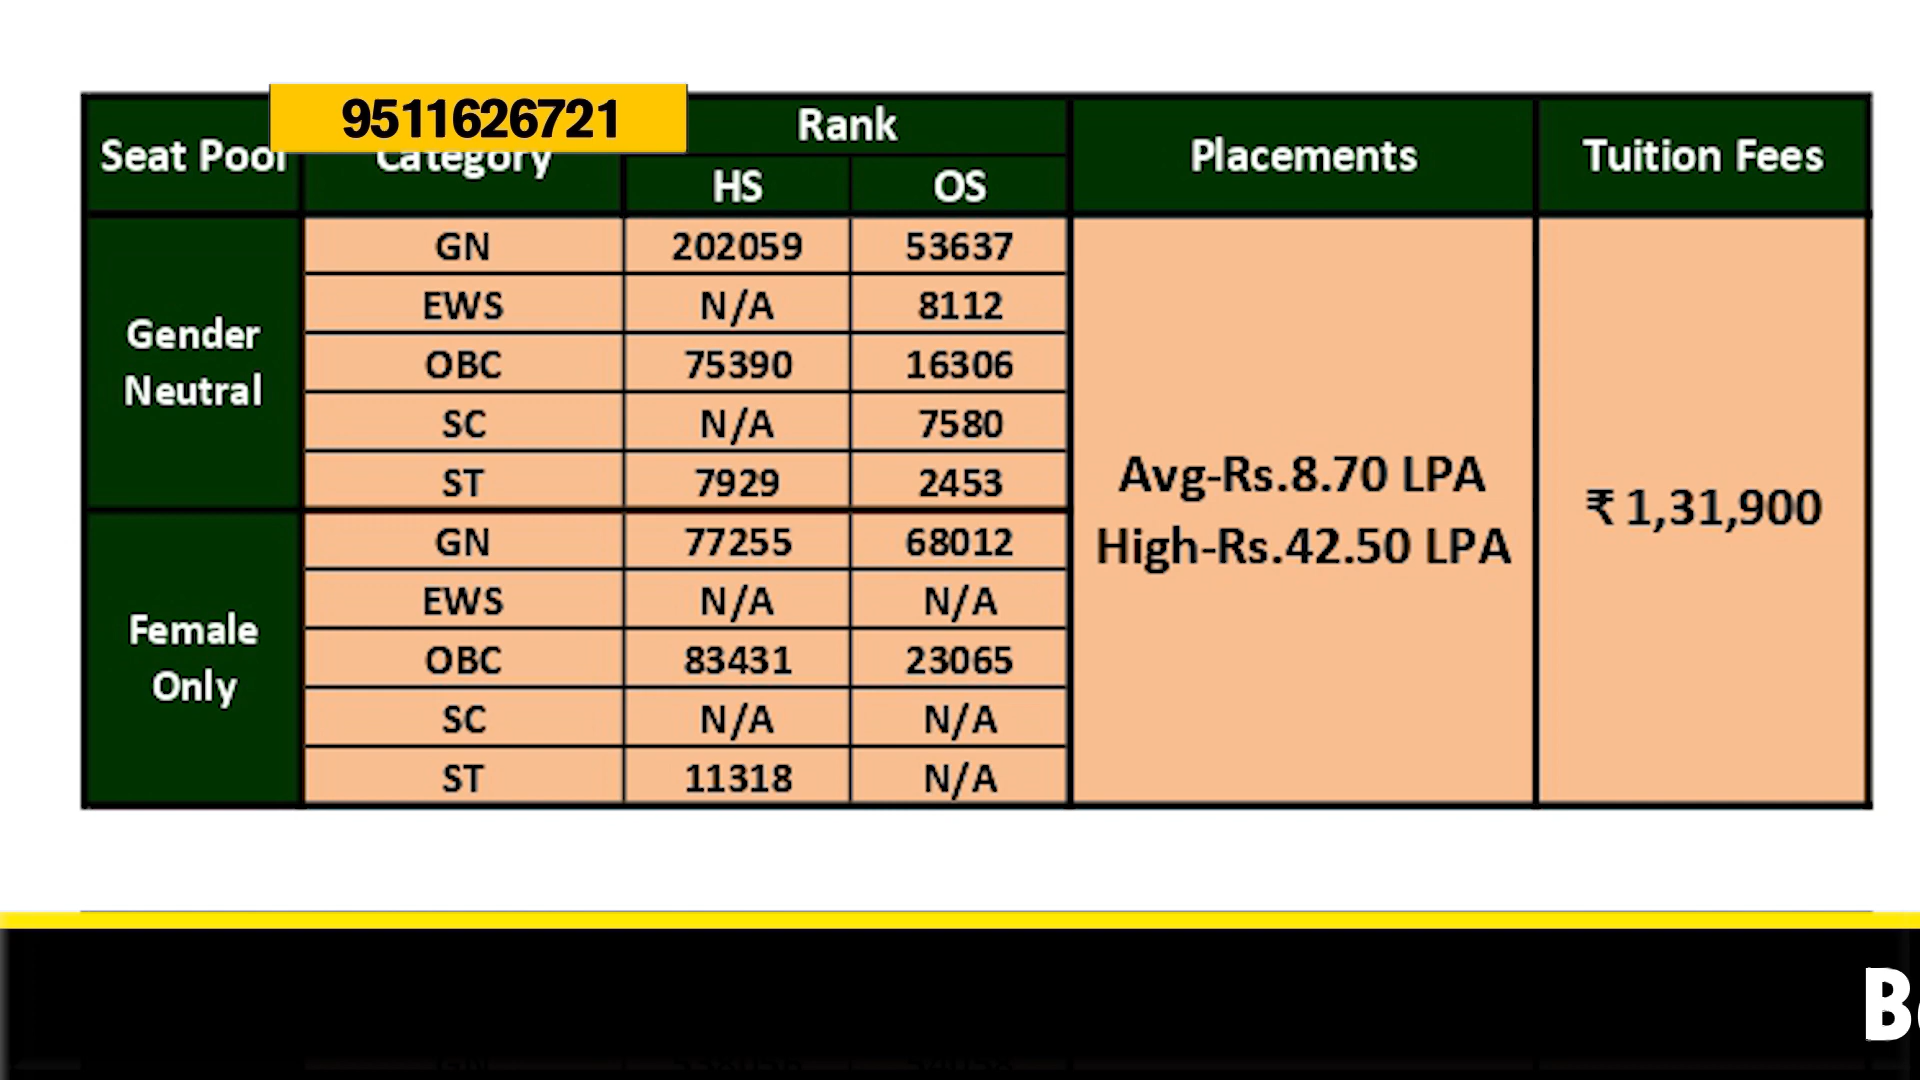 9511626721
Seat Pool Category Rank Placements Tuition Fees
HS OS
Gender
Neutral
GN 202059 53637
EWS N/A 8112
OBC 75390 16306
SC N/A 7580
ST 7929 2453
Female
Only
GN 77255 68012
EWS N/A N/A
OBC 83431 23065
SC N/A N/A
ST 11318 N/A
Avg-Rs.8.70 LPA
High-Rs.42.50 LPA
₹ 1,31,900